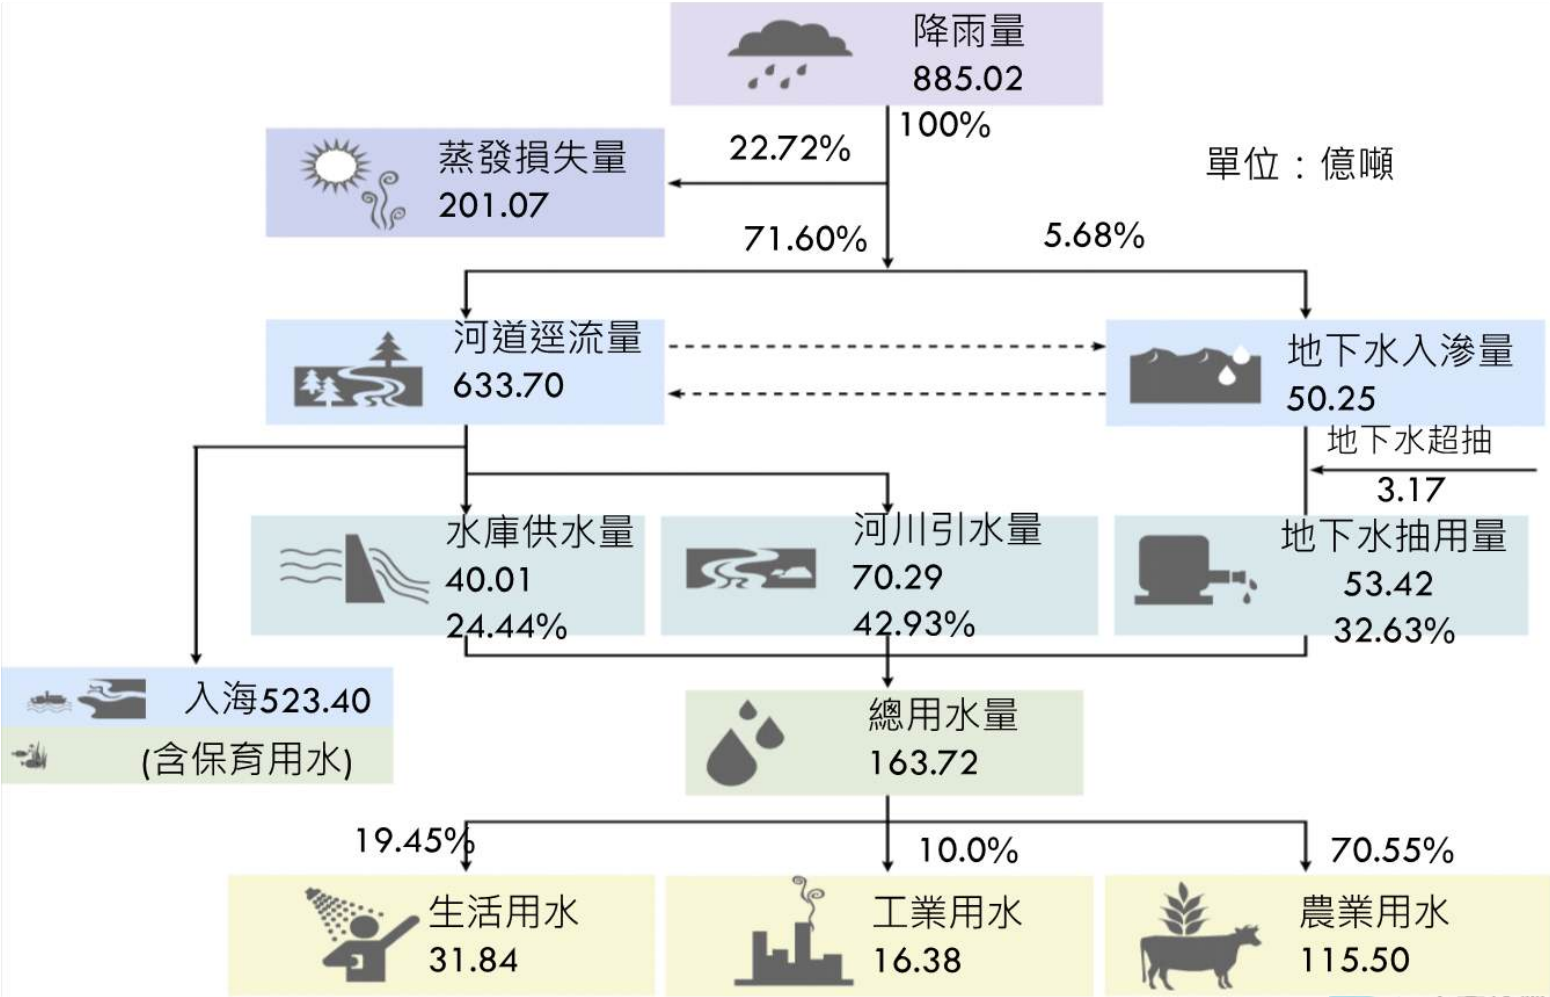 降雨量
885.02
100%
22.72%
蒸發損失量
201.07
單位：億噸
71.60%
5.68%
河道逕流量
633.70
地下水入滲量
50.25
地下水超抽
3.17
水庫供水量
40.01
24.44%
河川引水量
70.29
42.93%
地下水抽用量
53.42
32.63%
入海523.40
(含保育用水)
總用水量
163.72
19.45%
10.0%
70.55%
生活用水
31.84
工業用水
16.38
農業用水
115.50